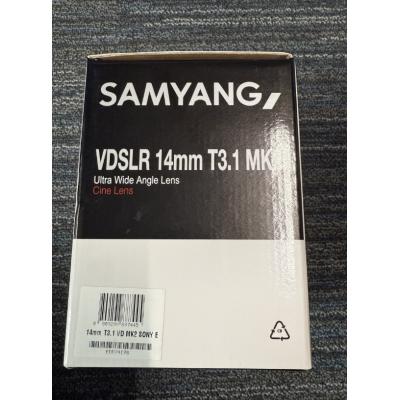 SAMYANG
VDSLR 14mm T3.1 MK
Ultra Wide Angle Lens
Cine Lens
14mm T3.1 VD MK2 SONY E